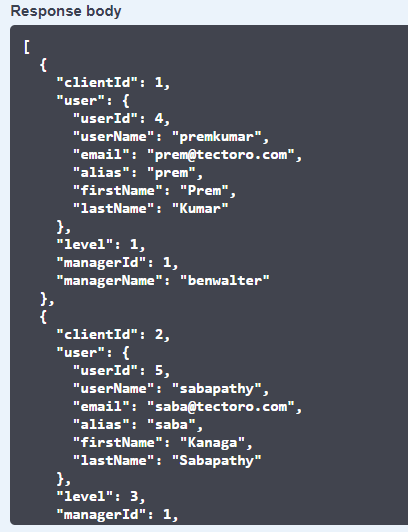 Response body
[
  {
    "clientId": 1,
    "user": {
      "userId": 4,
      "userName": "premkumar",
      "email": "prem@tectoro.com",
      "alias": "prem",
      "firstName": "Prem",
      "lastName": "Kumar"
    },
    "level": 1,
    "managerId": 1,
    "managerName": "benwalter"
  },
  {
    "clientId": 2,
    "user": {
      "userId": 5,
      "userName": "sabapathy",
      "email": "saba@tectoro.com",
      "alias": "saba",
      "firstName": "Kanaga",
      "lastName": "Sabapathy"
    },
    "level": 3,
    "managerId": 1,